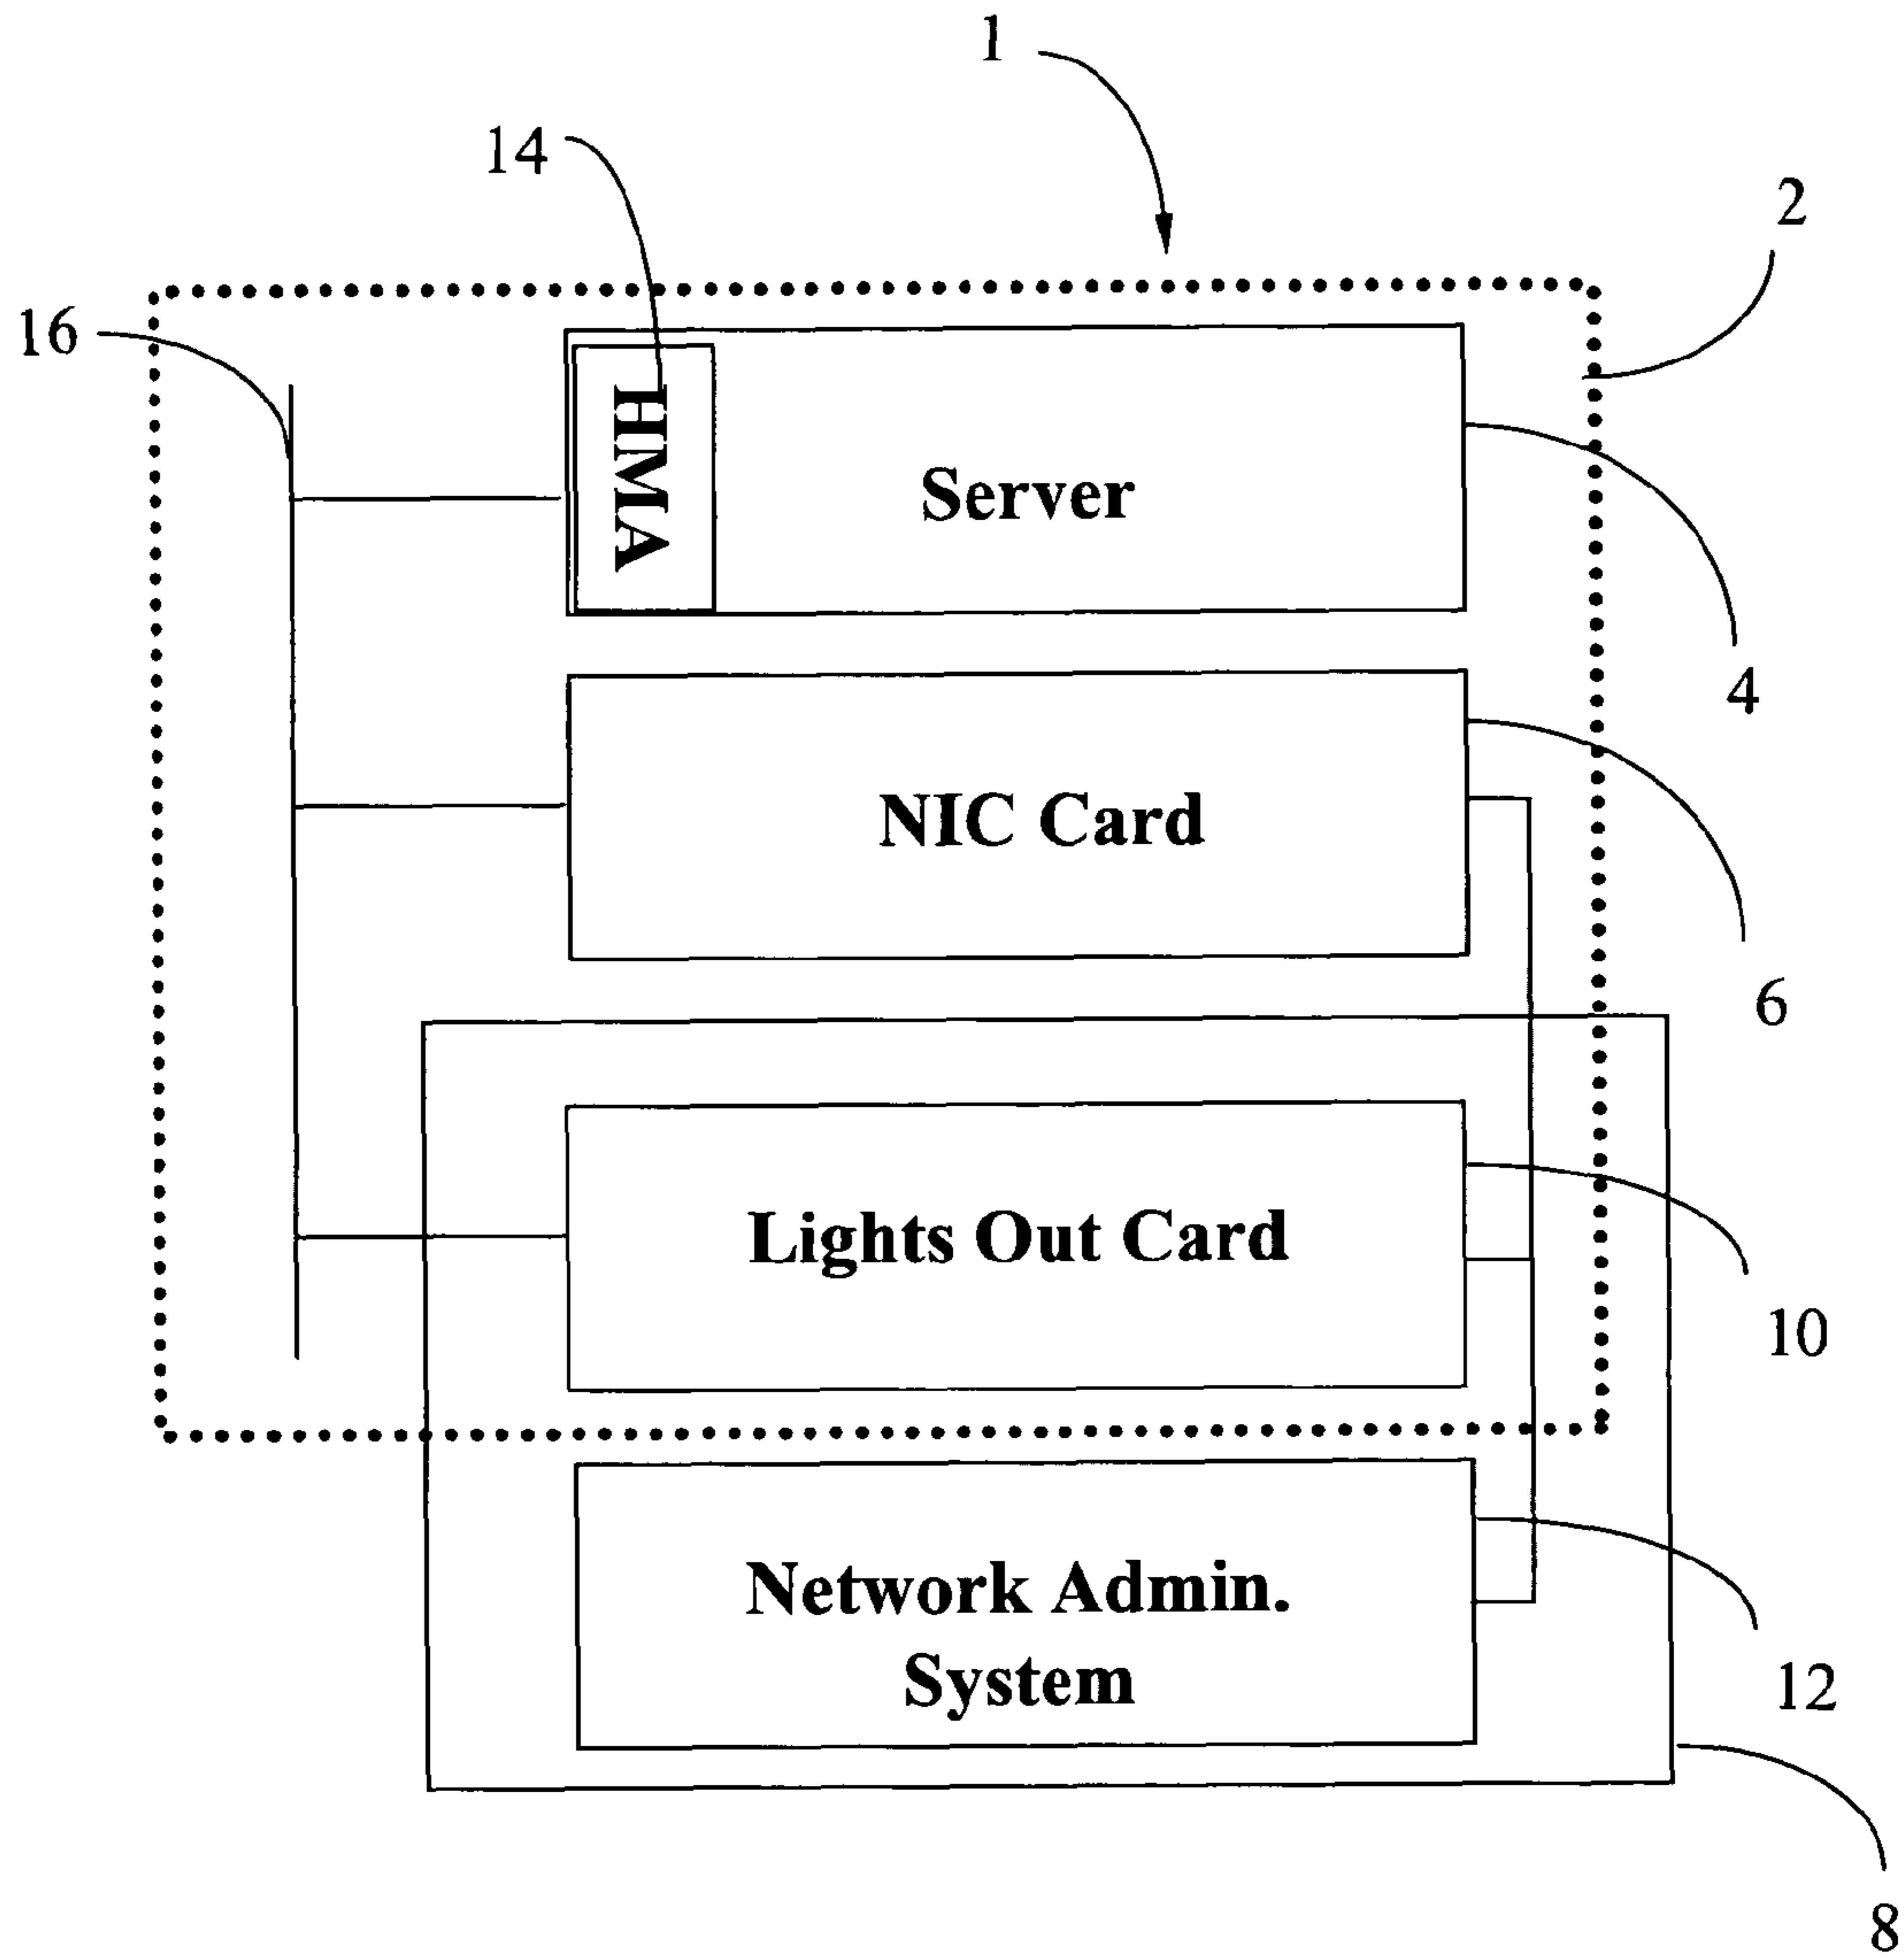 1
14
2
16
HMA
Server
4
NIC Card
6
Lights Out Card
10
Network Admin.
System
12
8